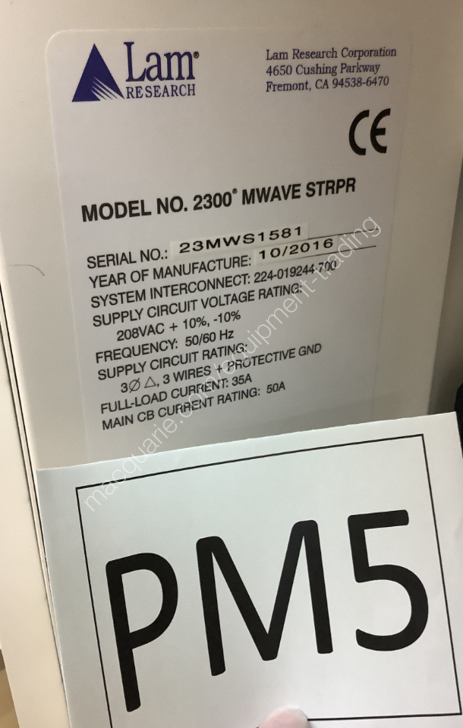 Lam®
RESEARCH
Lam Research Corporation
4650 Cushing Parkway
Fremont, CA 94538-6470
CE
MODEL NO. 2300® MWAVE STRPR
SERIAL NO.: 23MWS1581
YEAR OF MANUFACTURE: 10/2016
SYSTEM INTERCONNECT: 224-019244-700
SUPPLY CIRCUIT VOLTAGE RATING:
208VAC + 10%, -10%
FREQUENCY: 50/60 Hz
SUPPLY CIRCUIT RATING:
3Ø △, 3 WIRES + PROTECTIVE GND
FULL-LOAD CURRENT: 35A
MAIN CB CURRENT RATING: 50A
PM5